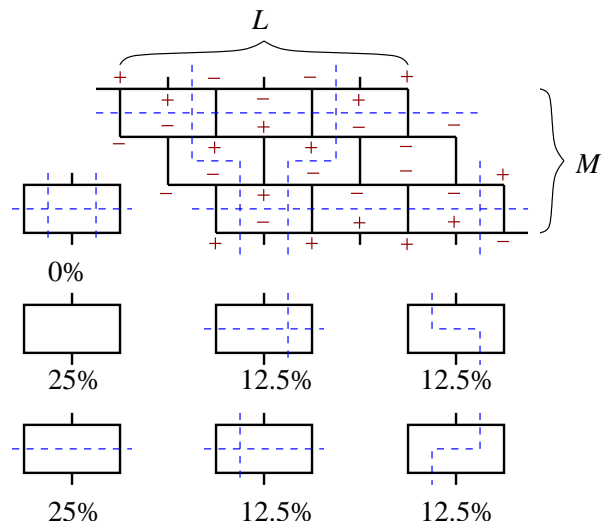 L
+ − − +
+ − −
− + − −
− + + −
M
− − − +
− + − −
− + +
+ + + −
0%
25% 12.5% 12.5%
25% 12.5% 12.5%